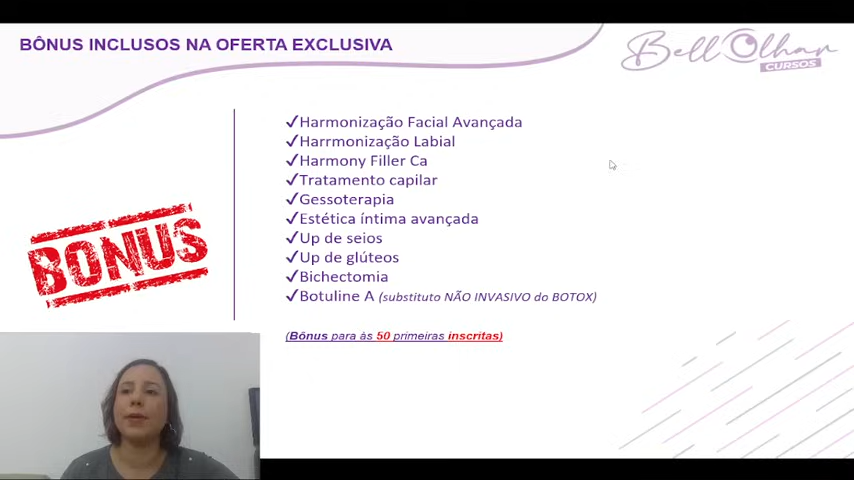 BÔNUS INCLUSOS NA OFERTA EXCLUSIVA
Bell'Olhar
CURSOS
✓Harmonização Facial Avançada
✓Harrmonização Labial
✓Harmony Filler Ca
✓Tratamento capilar
✓Gessoterapia
✓Estética íntima avançada
✓Up de seios
✓Up de glúteos
✓Bichectomia
✓Botuline A (substituto NÃO INVASIVO do BOTOX)
BONUS
(Bônus para às 50 primeiras inscritas)